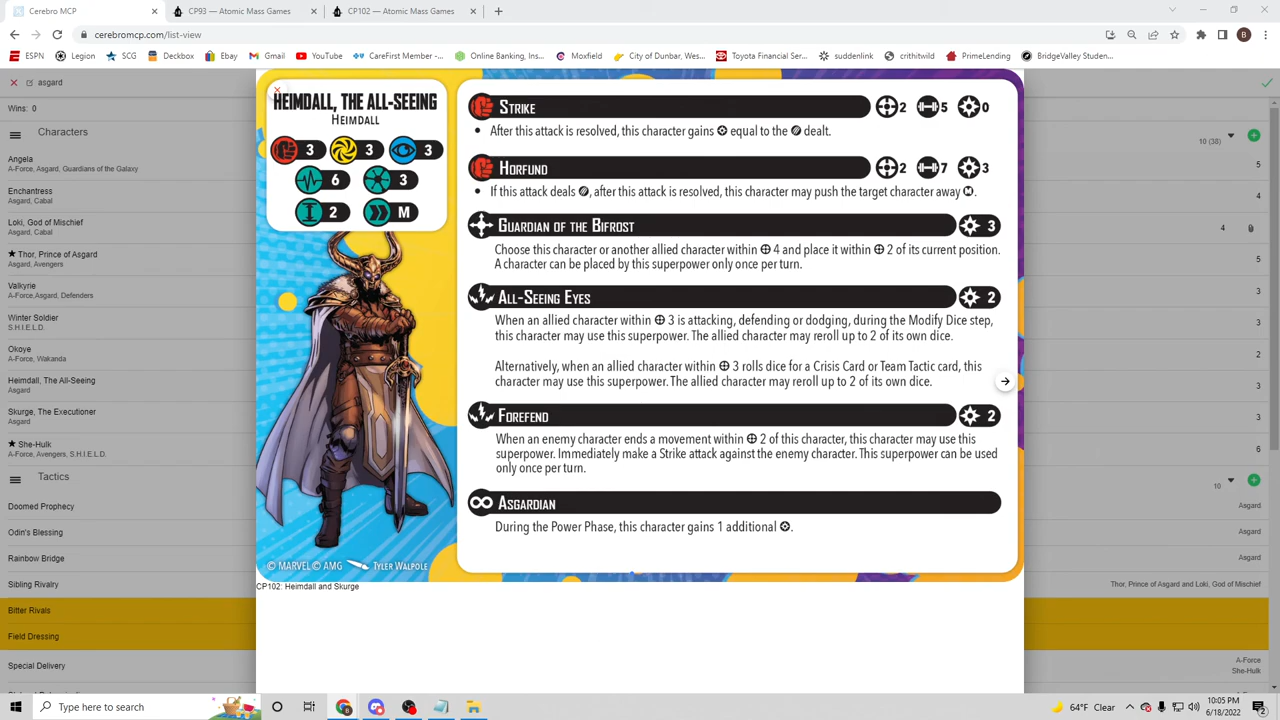 Cerebro MCP
CP93 — Atomic Mass Games
CP102 — Atomic Mass Games
cerebromcp.com/list-view
B
ESPN
Legion
SCG
Deckbox
Ebay
Gmail
YouTube
CareFirst Member -...
Online Banking, Ins...
Moxfield
City of Dunbar, Wes...
Toyota Financial Ser...
suddenlink
crithitwild
PrimeLending
BridgeValley Studen...
asgard
Wins: 0
Characters
10 (38)
Angela
A-Force, Asgard, Guardians of the Galaxy
5
Enchantress
Asgard, Cabal
4
Loki, God of Mischief
Asgard, Cabal
4
★ Thor, Prince of Asgard
Asgard, Avengers
5
Valkyrie
A-Force,Asgard, Defenders
3
Winter Soldier
S.H.I.E.L.D.
3
Okoye
A-Force, Wakanda
2
Heimdall, The All-Seeing
Asgard
3
Skurge, The Executioner
Asgard
3
★ She-Hulk
A-Force, Avengers, S.H.I.E.L.D.
6
Tactics
10
Doomed Prophecy
Asgard
Odin's Blessing
Asgard
Rainbow Bridge
Asgard
Sibling Rivalry
Thor, Prince of Asgard and Loki, God of Mischief
Bitter Rivals
Field Dressing
Special Delivery
A-Force
She-Hulk
HEIMDALL, THE ALL-SEEING
HEIMDALL
3 3 3
6 3
2 M
© MARVEL © AMG TYLER WALPOLE
STRIKE 2 5 0
• After this attack is resolved, this character gains equal to the dealt.
HORFUND 2 7 3
• If this attack deals , after this attack is resolved, this character may push the target character away .
GUARDIAN OF THE BIFROST 3
Choose this character or another allied character within 4 and place it within 2 of its current position.
A character can be placed by this superpower only once per turn.
ALL-SEEING EYES 2
When an allied character within 3 is attacking, defending or dodging, during the Modify Dice step,
this character may use this superpower. The allied character may reroll up to 2 of its own dice.
Alternatively, when an allied character within 3 rolls dice for a Crisis Card or Team Tactic card, this
character may use this superpower. The allied character may reroll up to 2 of its own dice.
FOREFEND 2
When an enemy character ends a movement within 2 of this character, this character may use this
superpower. Immediately make a Strike attack against the enemy character. This superpower can be used
only once per turn.
ASGARDIAN
During the Power Phase, this character gains 1 additional .
CP102: Heimdall and Skurge
Type here to search
64°F Clear
10:05 PM
6/18/2022
2